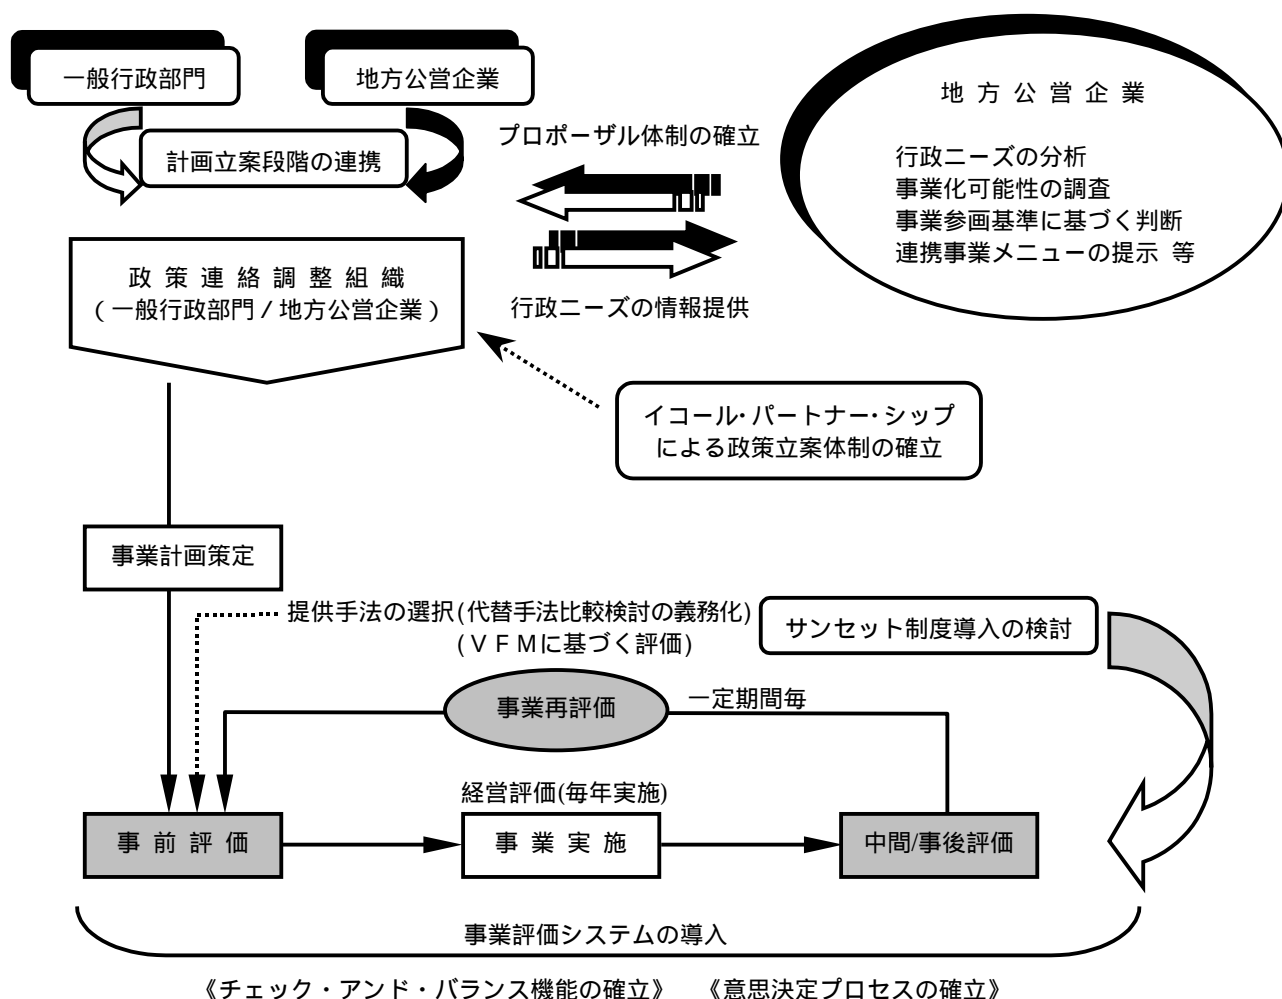 一般行政部門
地方公営企業
計画立案段階の連携
プロポーザル体制の確立
地方公営企業
行政ニーズの分析
事業化可能性の調査
事業参画基準に基づく判断
連携事業メニューの提示 等
政策連絡調整組織
(一般行政部門/地方公営企業)
行政ニーズの情報提供
イコール・パートナー・シップ
による政策立案体制の確立
事業計画策定
提供手法の選択(代替手法比較検討の義務化)
(VFMに基づく評価)
サンセット制度導入の検討
事業再評価
一定期間毎
経営評価(毎年実施)
事前評価
事業実施
中間/事後評価
事業評価システムの導入
《チェック・アンド・バランス機能の確立》 《意思決定プロセスの確立》